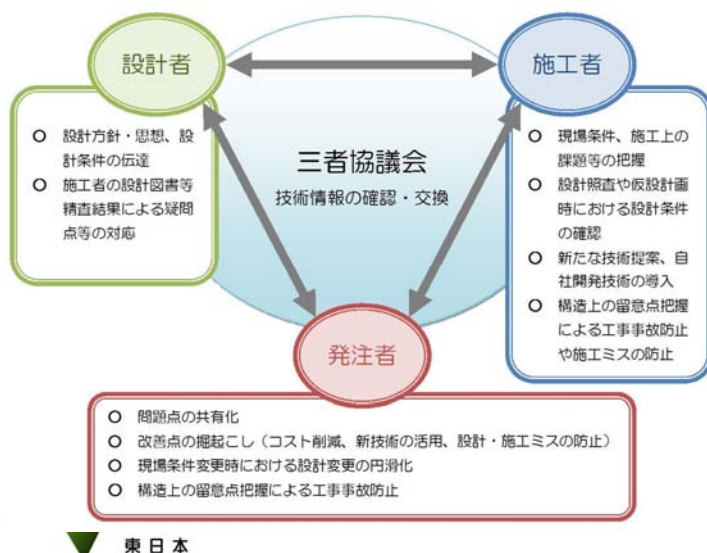 設計者
施工者
○ 設計方針・思想、設
計条件の伝達
○ 施工者の設計図書等
精査結果による疑問
点等の対応
三者協議会
技術情報の確認・交換
○ 現場条件、施工上の
課題等の把握
○ 設計照査や仮設計画
時における設計条件
の確認
○ 新たな技術提案、自
社開発技術の導入
○ 構造上の留意点把握
による工事事故防止
や施工ミスの防止
発注者
○ 問題点の共有化
○ 改善点の掘起こし（コスト削減、新技術の活用、設計・施工ミスの防止）
○ 現場条件変更時における設計変更の円滑化
○ 構造上の留意点把握による工事事故防止
東日本